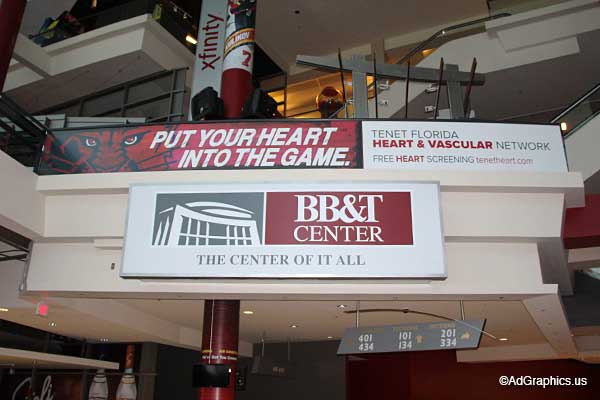 xfinity
7
PUT YOUR HEART
INTO THE GAME.
TENET FLORIDA
HEART & VASCULAR NETWORK
FREE HEART SCREENING tenetheart.com
BB&T
CENTER
THE CENTER OF IT ALL
401 101 201
434 134 334
©AdGraphics.us